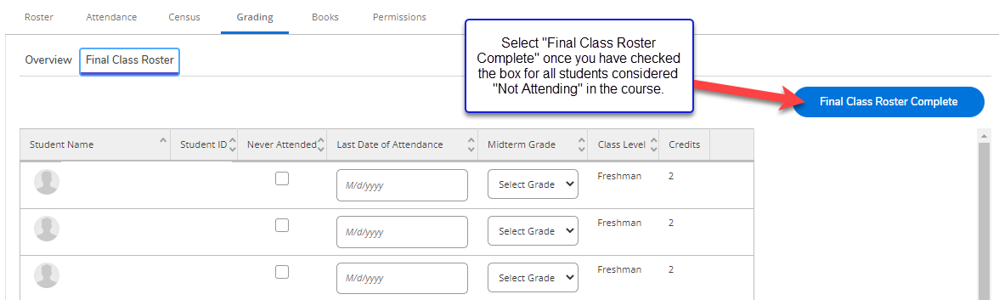 Roster Attendance Census Grading Books Permissions
Select "Final Class Roster
Complete" once you have checked
the box for all students considered
"Not Attending" in the course.
Overview Final Class Roster
Final Class Roster Complete
Student Name Student ID Never Attended Last Date of Attendance Midterm Grade Class Level Credits
M/d/yyyy Select Grade Freshman 2
M/d/yyyy Select Grade Freshman 2
M/d/yyyy Select Grade Freshman 2